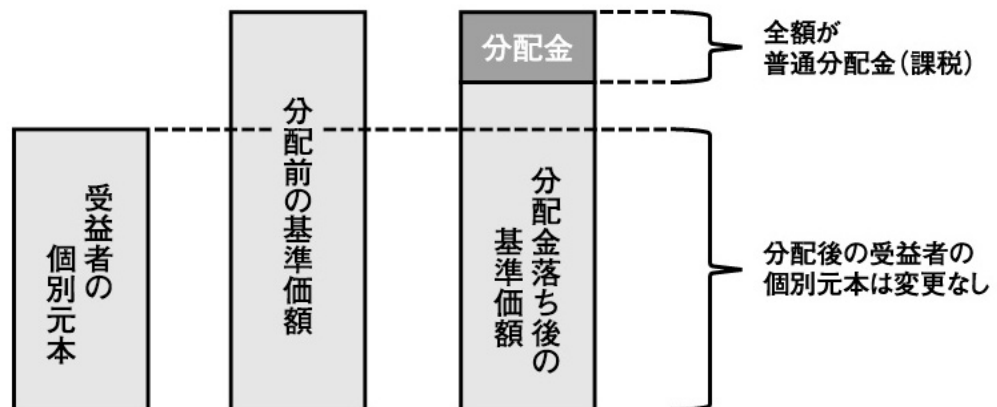 受益者の
個別元本
分配前の基準価額
分配金
分配金落ち後の
基準価額
全額が
普通分配金（課税）
分配後の受益者の
個別元本は変更なし